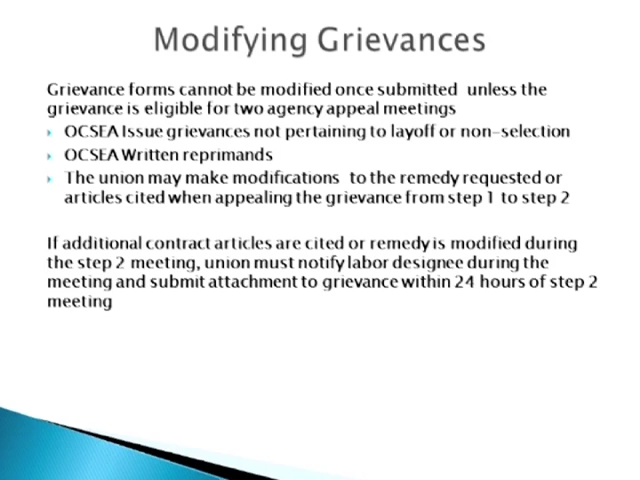 Modifying Grievances
Grievance forms cannot be modified once submitted unless the
grievance is eligible for two agency appeal meetings
OCSEA Issue grievances not pertaining to layoff or non-selection
OCSEA Written reprimands
The union may make modifications to the remedy requested or
articles cited when appealing the grievance from step 1 to step 2
If additional contract articles are cited or remedy is modified during
the step 2 meeting, union must notify labor designee during the
meeting and submit attachment to grievance within 24 hours of step 2
meeting